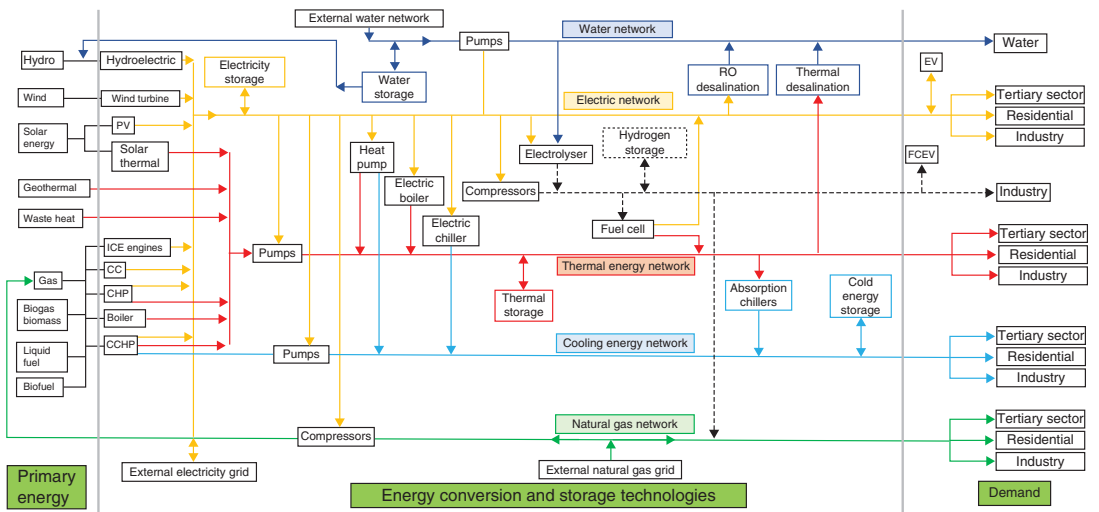 External water network
Pumps
Water network
Water
Hydro
Hydroelectric
Electricity
storage
Water
storage
RO
desalination
Thermal
desalination
EV
Wind
Wind turbine
Electric network
Tertiary sector
Residential
Industry
Solar
energy
PV
Solar
thermal
Heat
pump
Electrolyser
Hydrogen
storage
FCEV
Geothermal
Electric
boiler
Compressors
Industry
Waste heat
Electric
chiller
Fuel cell
ICE engines
Pumps
Thermal energy network
Tertiary sector
Residential
Industry
Gas
CC
CHP
Thermal
storage
Absorption
chillers
Cold
energy
storage
Biogas
biomass
Boiler
Liquid
fuel
CCHP
Pumps
Cooling energy network
Tertiary sector
Residential
Industry
Biofuel
Compressors
Natural gas network
Tertiary sector
Residential
Industry
External electricity grid
External natural gas grid
Primary
energy
Energy conversion and storage technologies
Demand